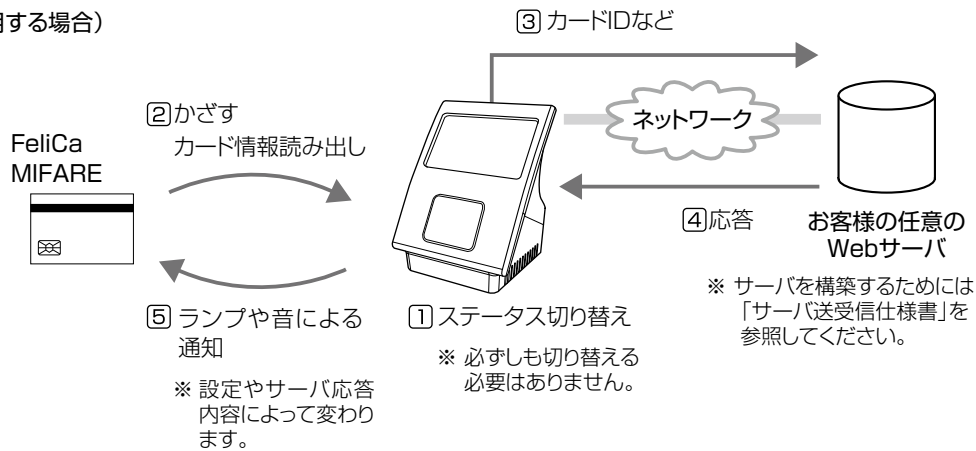 用する場合）
3 カードIDなど
2 かざす
カード情報読み出し
FeliCa
MIFARE
ネットワーク
4 応答
お客様の任意の
Webサーバ
※ サーバを構築するためには
「サーバ送受信仕様書」を
参照してください。
5 ランプや音による
通知
※ 設定やサーバ応答
内容によって変わり
ます。
1 ステータス切り替え
※ 必ずしも切り替える
必要はありません。